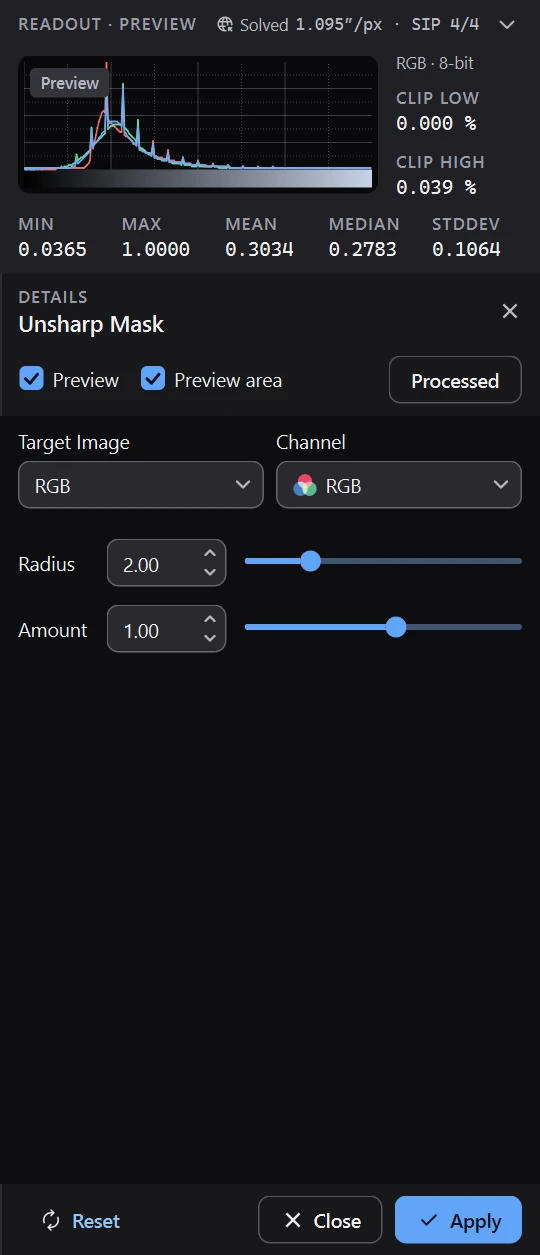 READOUT · PREVIEW Solved 1.095″/px · SIP 4/4
Preview
RGB · 8-bit
CLIP LOW
0.000 %
CLIP HIGH
0.039 %
MIN MAX MEAN MEDIAN STDDEV
0.0365 1.0000 0.3034 0.2783 0.1064
DETAILS
Unsharp Mask
Preview Preview area Processed
Target Image Channel
RGB RGB
Radius 2.00
Amount 1.00
Reset Close Apply